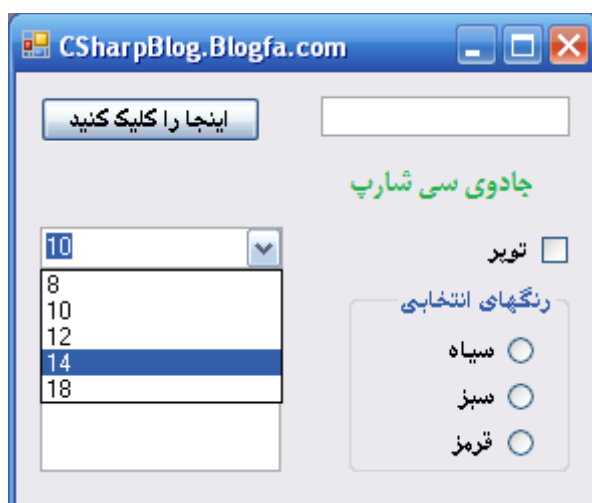 CSharpBlog.Blogfa.com
اینجا را کلیک کنید
جادوی سی شارپ
10
توپر
8
10
12
14
18
رنگهای انتخابی
سیاه
سبز
قرمز